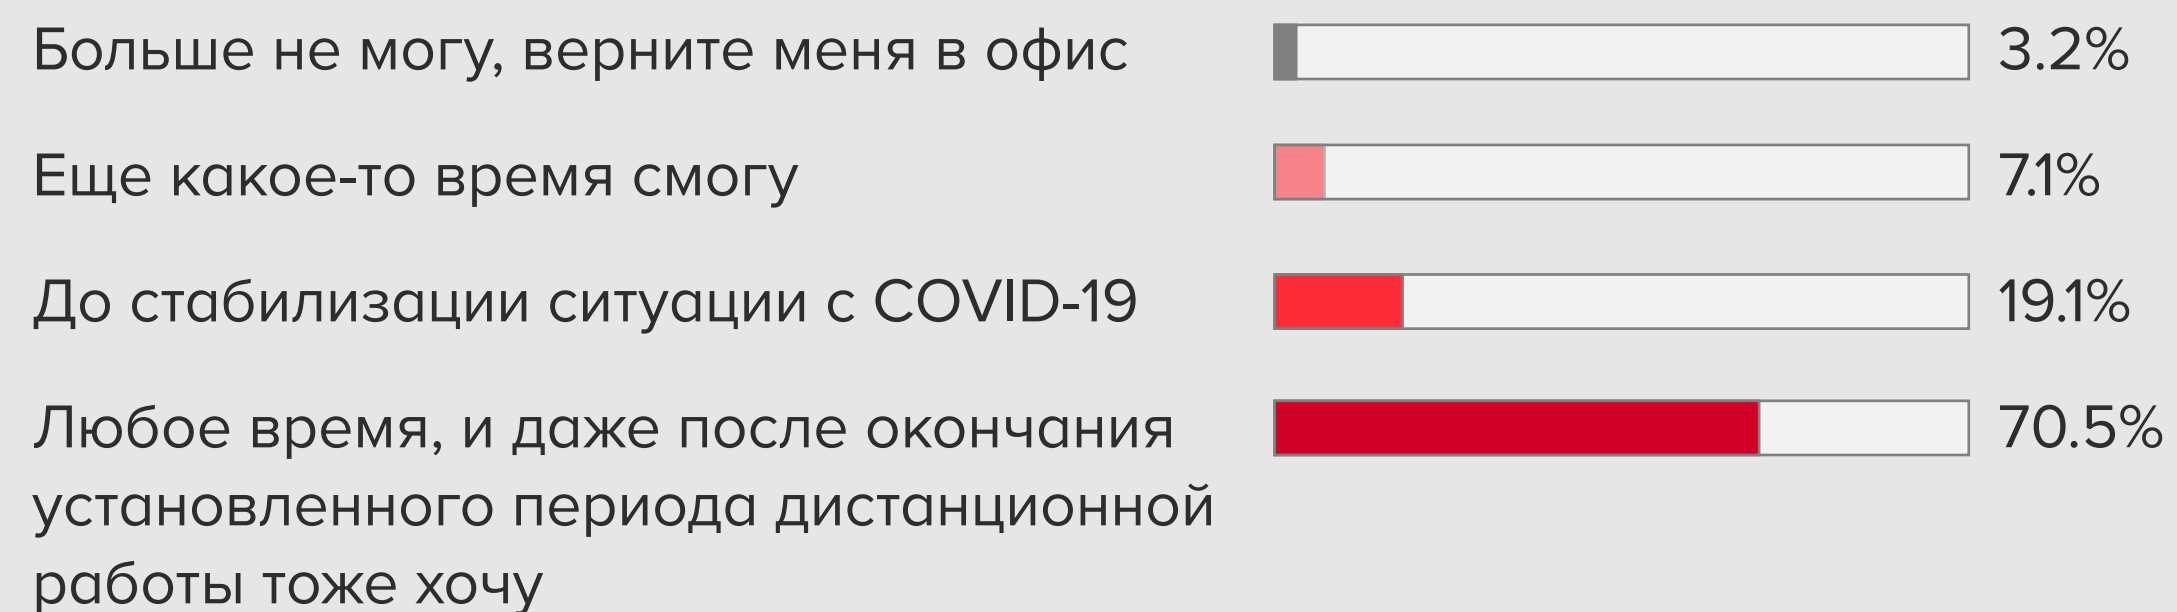 Больше не могу, верните меня в офис 3.2%
Еще какое-то время смогу 7.1%
До стабилизации ситуации с COVID-19 19.1%
Любое время, и даже после окончания 70.5%
установленного периода дистанционной
работы тоже хочу